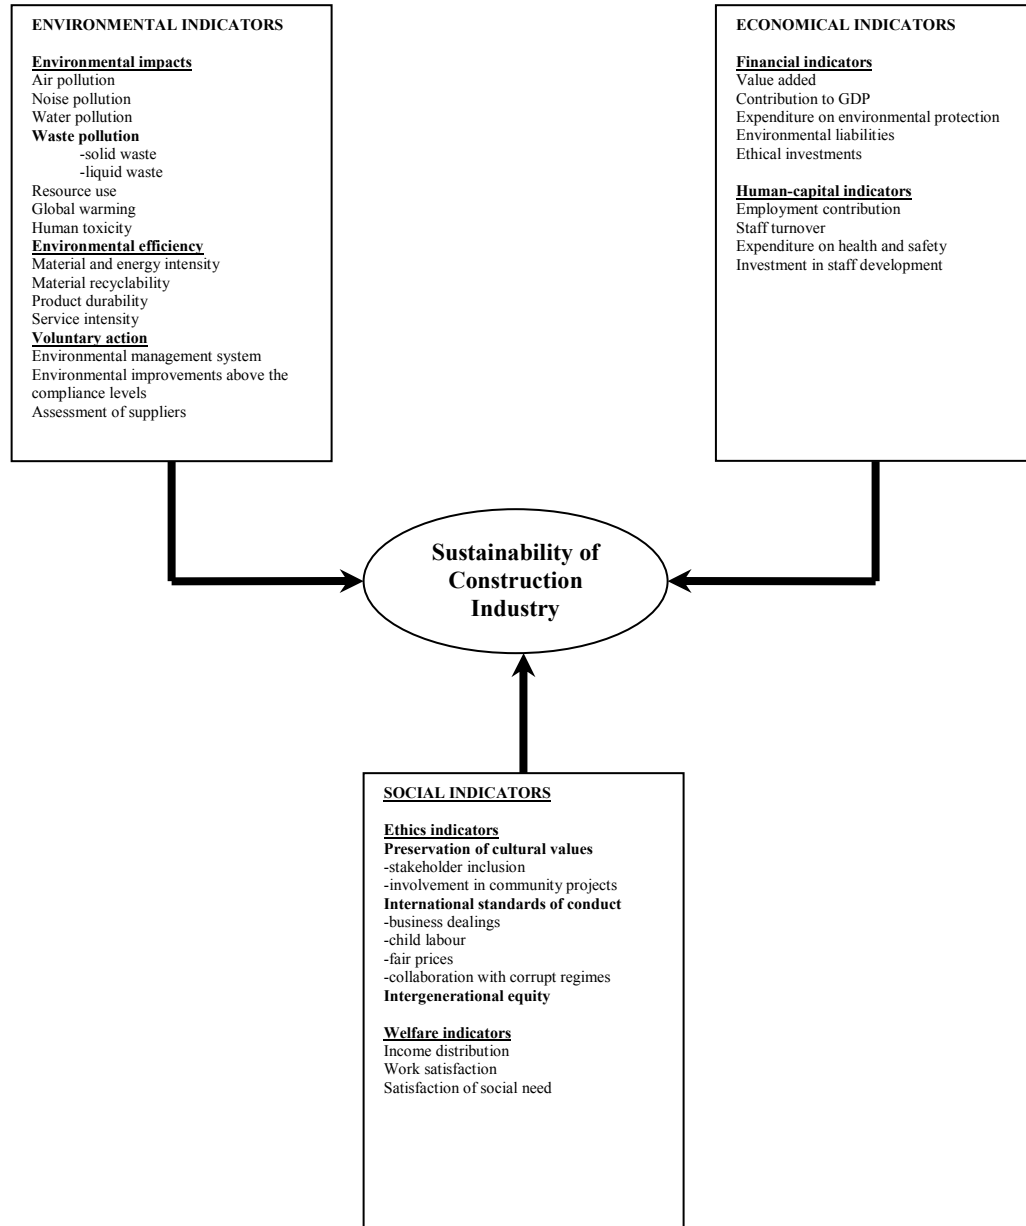 ENVIRONMENTAL INDICATORS
Environmental impacts
Air pollution
Noise pollution
Water pollution
Waste pollution
-solid waste
-liquid waste
Resource use
Global warming
Human toxicity
Environmental efficiency
Material and energy intensity
Material recyclability
Product durability
Service intensity
Voluntary action
Environmental management system
Environmental improvements above the
compliance levels
Assessment of suppliers
ECONOMICAL INDICATORS
Financial indicators
Value added
Contribution to GDP
Expenditure on environmental protection
Environmental liabilities
Ethical investments
Human-capital indicators
Employment contribution
Staff turnover
Expenditure on health and safety
Investment in staff development
Sustainability of
Construction
Industry
SOCIAL INDICATORS
Ethics indicators
Preservation of cultural values
-stakeholder inclusion
-involvement in community projects
International standards of conduct
-business dealings
-child labour
-fair prices
-collaboration with corrupt regimes
Intergenerational equity
Welfare indicators
Income distribution
Work satisfaction
Satisfaction of social need